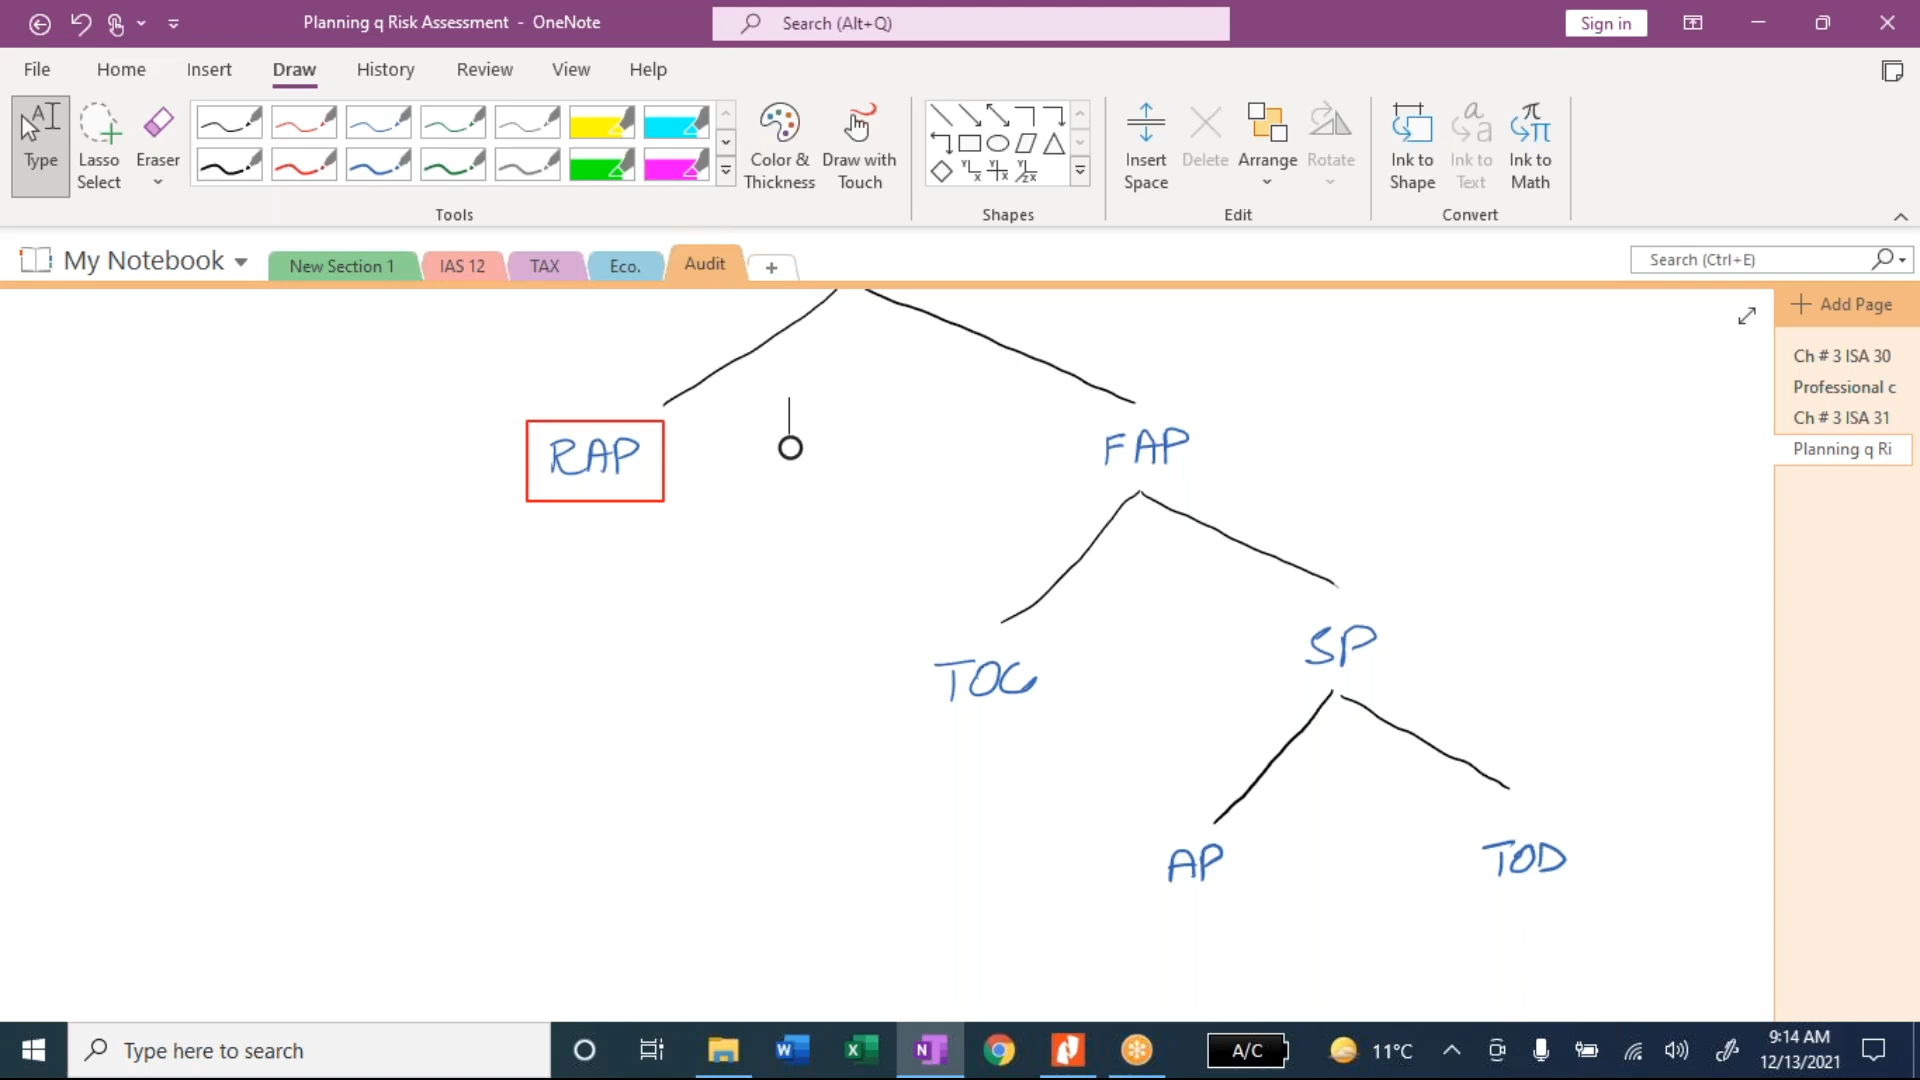 Planning q Risk Assessment - OneNote
Search (Alt+Q)
Sign in
File Home Insert Draw History Review View Help
Type
Lasso Select
Eraser
Color & Thickness
Draw with Touch
Insert Space
Delete
Arrange
Rotate
Ink to Shape
Ink to Text
Ink to Math
Tools Shapes Edit Convert
My Notebook
New Section 1
IAS 12
TAX
Eco.
Audit
Search (Ctrl+E)
Add Page
Ch # 3 ISA 30
Professional c
Ch # 3 ISA 31
Planning q Ri
RAP
FAP
TOC
SP
AP
TOD
Type here to search
A/C
11°C
9:14 AM
12/13/2021